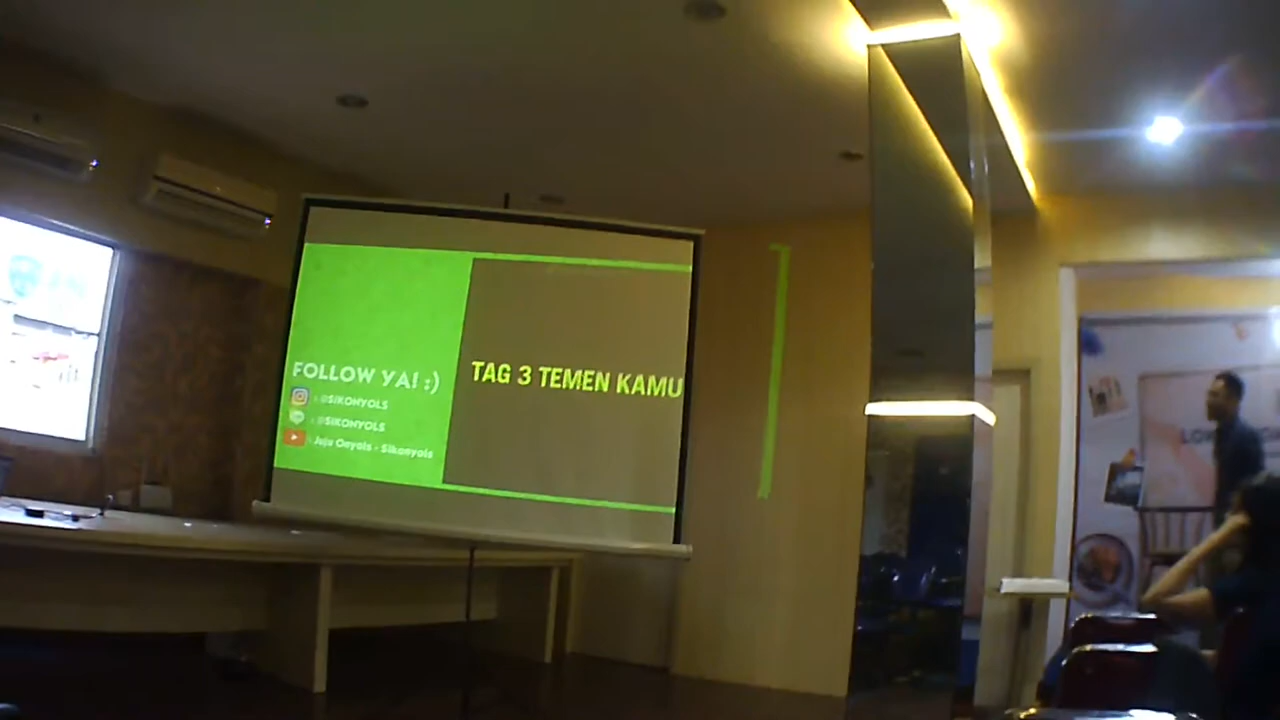 FOLLOW YA! :)
: @SIKONYOLS
: @SIKONYOLS
: Juju Onyols - Sikonyols
TAG 3 TEMEN KAMU